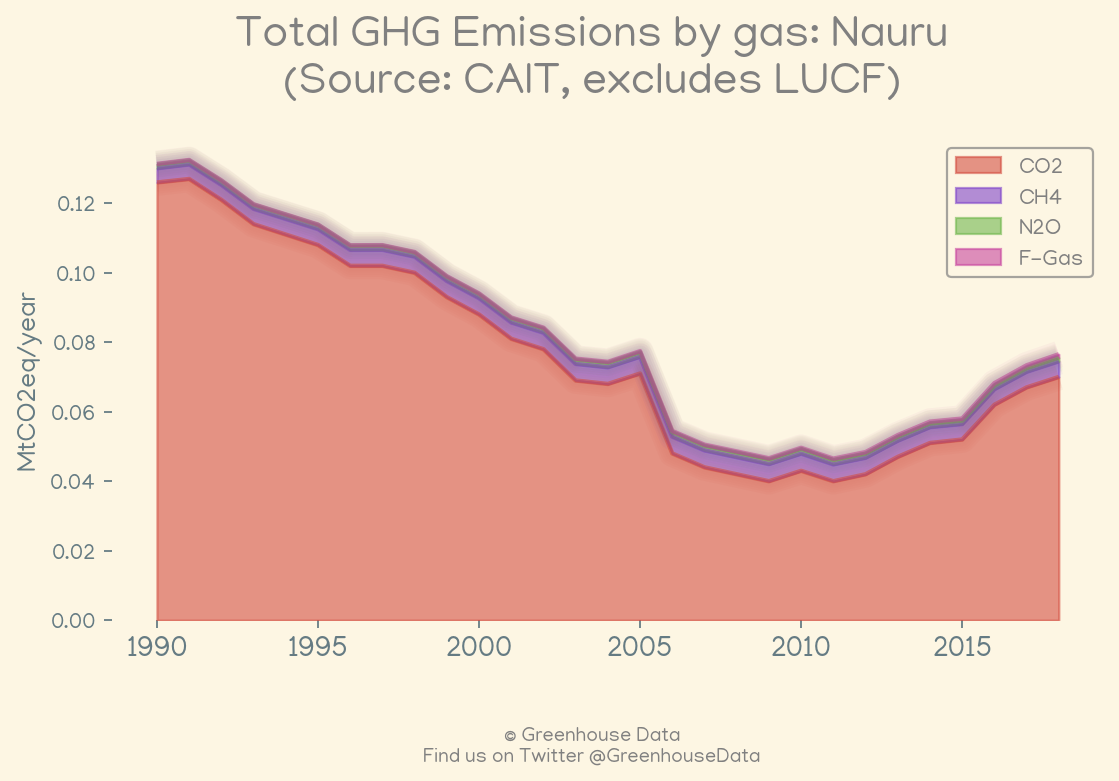 Total GHG Emissions by gas: Nauru
(Source: CAIT, excludes LUCF)
CO2
CH4
N2O
F-Gas
MtCO2eq/year
0.12
0.10
0.08
0.06
0.04
0.02
0.00
1990 1995 2000 2005 2010 2015
© Greenhouse Data
Find us on Twitter @GreenhouseData